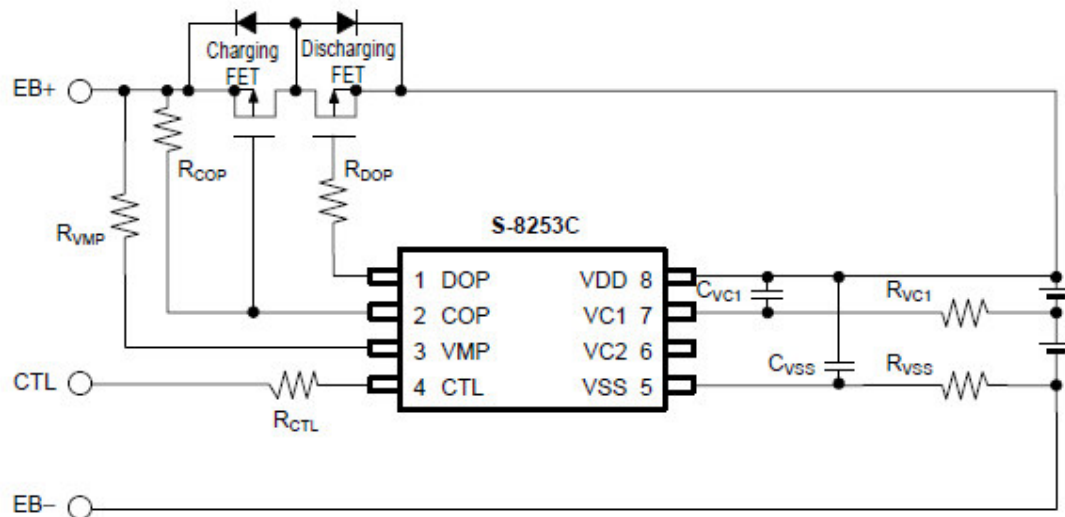 Charging
FET
Discharging
FET
EB+
RCOP
RDOP
RVMP
S-8253C
1 DOP
2 COP
3 VMP
4 CTL
VDD 8
VC1 7
VC2 6
VSS 5
CVC1
RVC1
CVSS
RVSS
CTL
RCTL
EB−